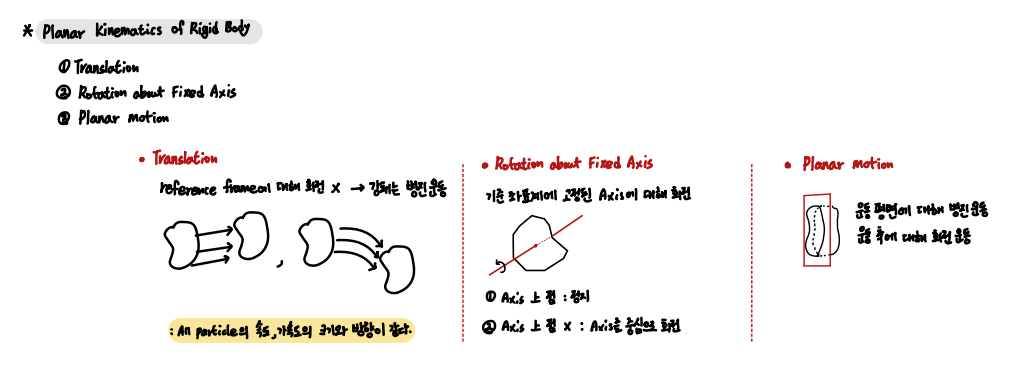 * Planar Kinematics of Rigid Body
① Translation
② Rotation about Fixed Axis
③ Planar motion
• Translation
reference frame에 대해 회전 X → 강체는 병진운동
,
: An particle의 속도, 가속도의 크기와 방향이 같다.
• Rotation about Fixed Axis
기준 좌표계에 고정된 Axis에 대해 회전
① Axis 上 점 : 정지
② Axis 上 점 X : Axis를 중심으로 회전
• Planar motion
운동 평면에 대해 병진운동
운동 축에 대해 회전운동